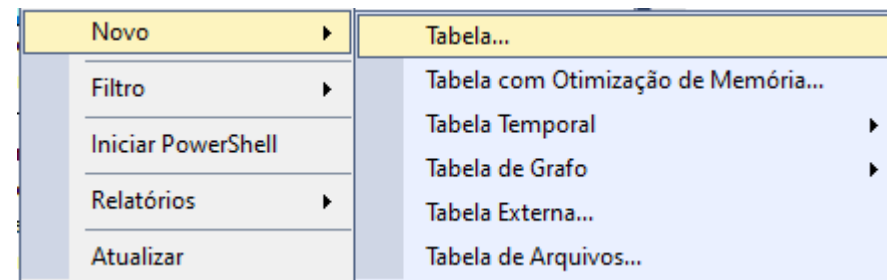 Novo
Filtro
Iniciar PowerShell
Relatórios
Atualizar
Tabela...
Tabela com Otimização de Memória...
Tabela Temporal
Tabela de Grafo
Tabela Externa...
Tabela de Arquivos...